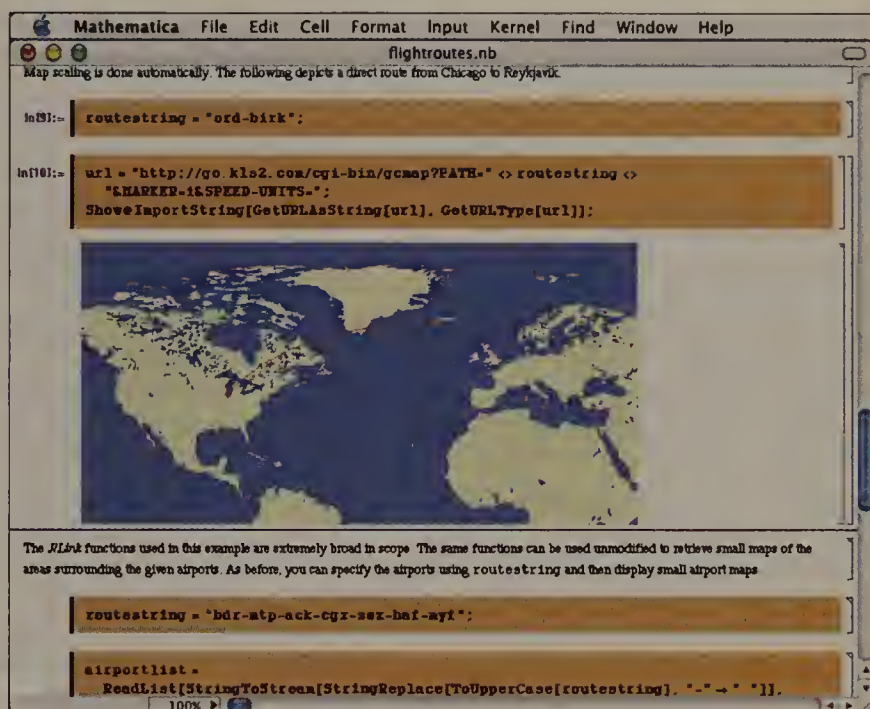 Mathematica File Edit Cell Format Input Kernel Find Window Help
flightroutes.nb
Map scaling is done automatically. The following depicts a direct route from Chicago to Reykjavik.
In[9]:= routestring = "ord-birk";
In[10]:= url = "http://go.kls2.com/cgi-bin/gcmap?PATH=" <> routestring <>
"&MARKER=1&SPEED-UNITS=";
Show@ImportString[GetURLAsString[url], GetURLType[url]];
The JLink functions used in this example are extremely broad in scope. The same functions can be used unmodified to retrieve small maps of the
areas surrounding the given airports. As before, you can specify the airports using routestring and then display small airport maps
routestring = "bdr-mtp-ack-cgx-sex-haf-myf";
airportlist =
ReadList[StringToStream[StringReplace[ToUpperCase[routestring], "-" → " "]],
100%